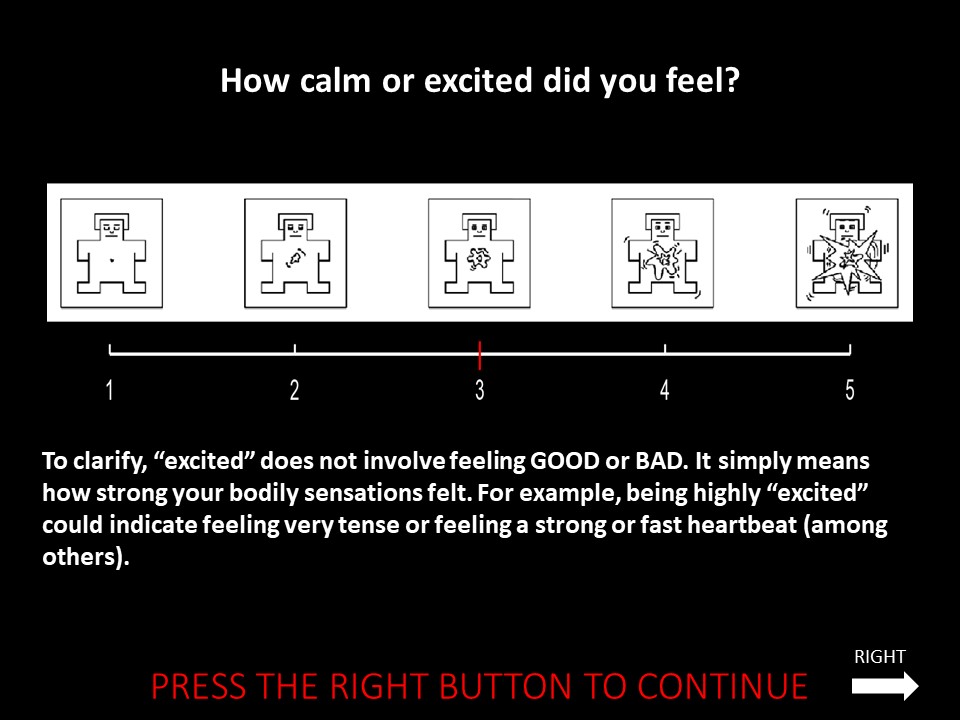 How calm or excited did you feel?
1 2 3 4 5
To clarify, “excited” does not involve feeling GOOD or BAD. It simply means
how strong your bodily sensations felt. For example, being highly “excited”
could indicate feeling very tense or feeling a strong or fast heartbeat (among
others).
RIGHT
PRESS THE RIGHT BUTTON TO CONTINUE